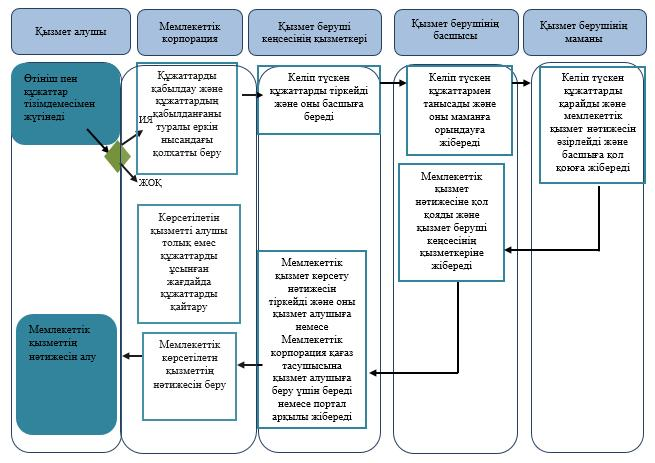 Қызмет алушы
Мемлекеттік
корпорация
Қызмет беруші
кеңсесінің қызметкері
Қызмет берушінің
басшысы
Қызмет берушінің
маманы
Өтініш пен
құжаттар
тізімдемесімен
жүгінеді
ИЯ
ЖОҚ
Құжаттарды
қабылдау және
құжаттардың
қабылданғаны
туралы еркін
нысандағы
қолхатты беру
Келіп түскен
құжаттарды тіркейді
және оны басшыға
береді
Келіп түскен
құжаттармен
танысады және
оны маманға
орындауға
жібереді
Келіп түскен
құжаттарды
қарайды және
мемлекеттік
қызмет нәтижесін
әзірлейді және
басшыға қол
қоюға жібереді
Мемлекеттік
қызмет
нәтижесіне қол
қояды және
қызмет беруші
кеңсесінің
қызметкеріне
жібереді
Көрсетілетін
қызметті алушы
толық емес
құжаттарды
ұсынған
жағдайда
құжаттарды
қайтару
Мемлекеттік
қызмет көрсету
нәтижесін
тіркейді және оны
қызмет алушыға
немесе
Мемлекеттік
корпорация қағаз
тасушысына
қызмет алушыға
беру үшін береді
немесе портал
арқылы жібереді
Мемлекеттік
көрсетілетн
қызметтің
нәтижесін беру
Мемлекеттік
қызметтің
нәтижесін алу